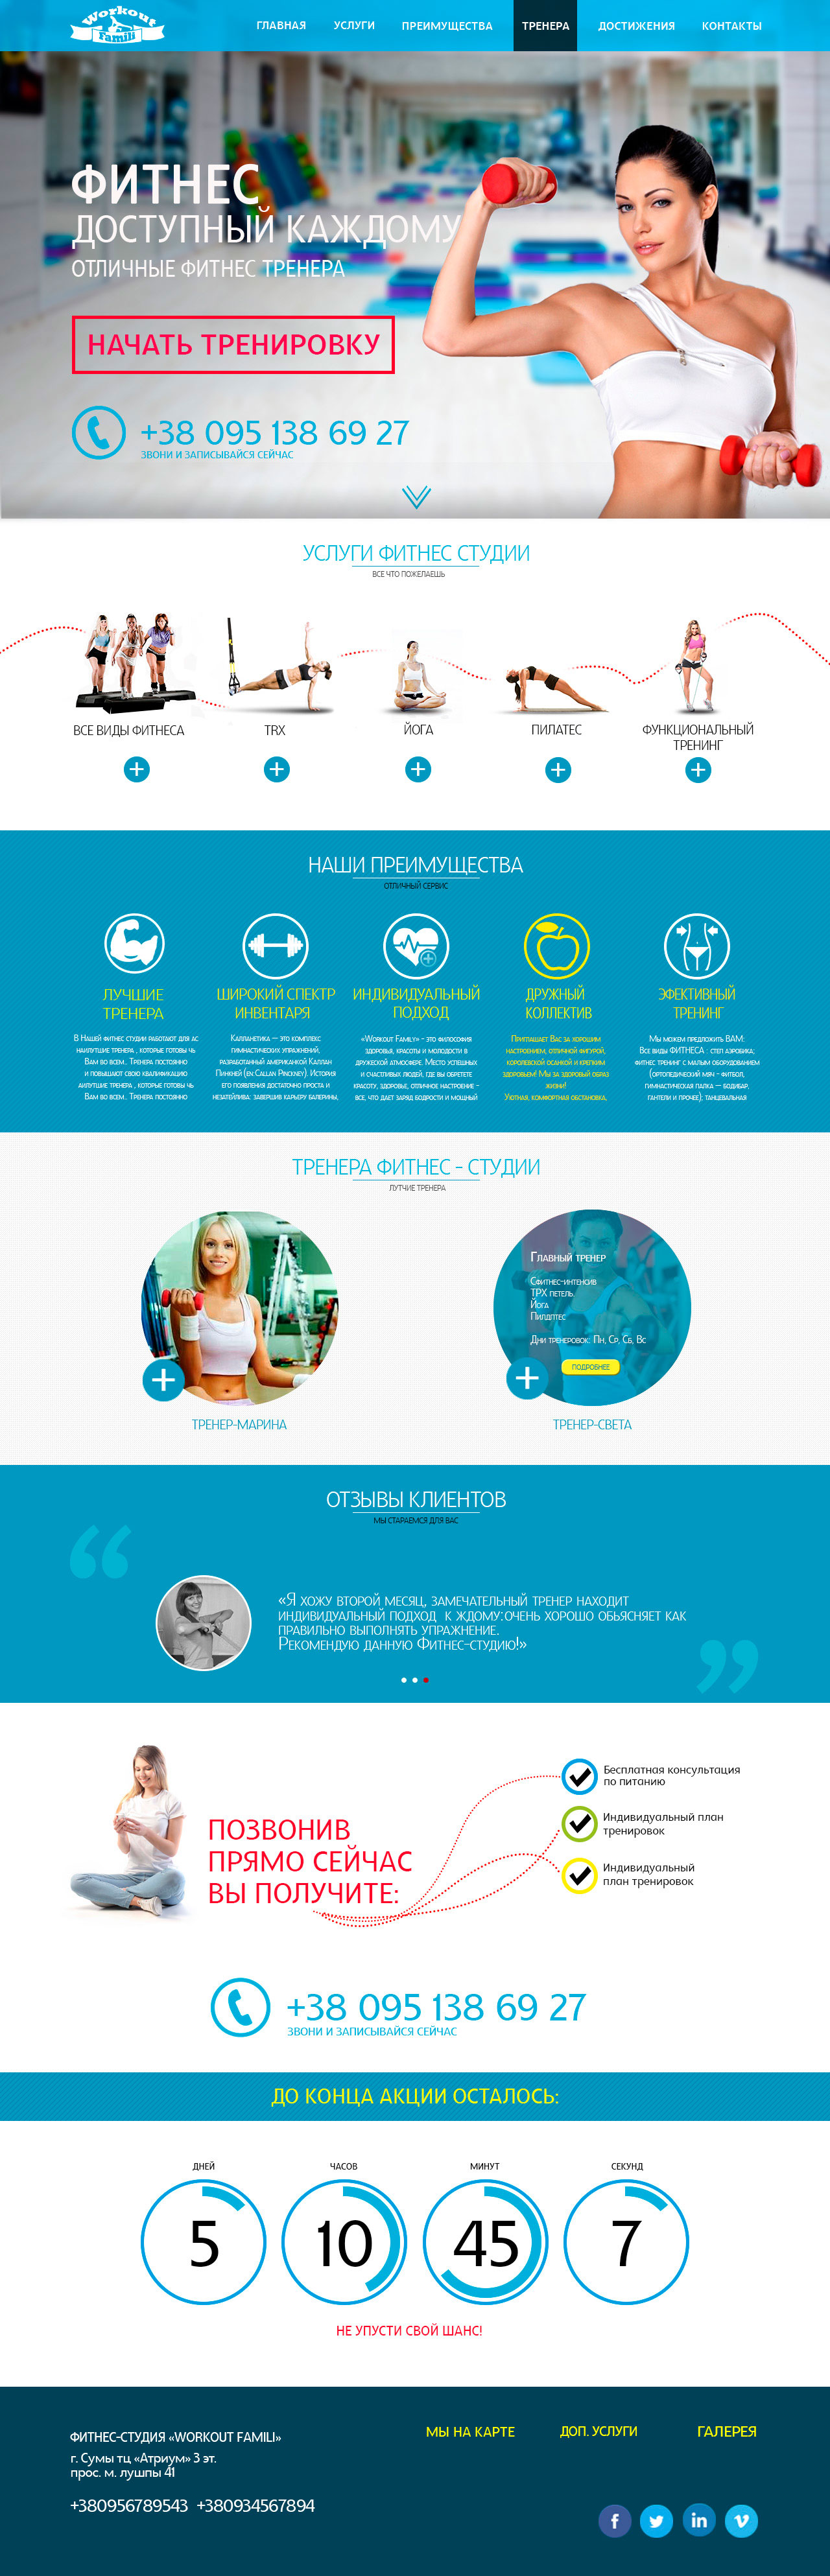 Workout
Famili
ГЛАВНАЯ
УСЛУГИ
ПРЕИМУЩЕСТВА
ТРЕНЕРА
ДОСТИЖЕНИЯ
КОНТАКТЫ
ФИТНЕС
ДОСТУПНЫЙ КАЖДОМУ
ОТЛИЧНЫЕ ФИТНЕС ТРЕНЕРА
НАЧАТЬ ТРЕНИРОВКУ
+38 095 138 69 27
ЗВОНИ И ЗАПИСЫВАЙСЯ СЕЙЧАС
УСЛУГИ ФИТНЕС СТУДИИ
ВСЕ ЧТО ПОЖЕЛАЕШЬ
ВСЕ ВИДЫ ФИТНЕСА
TRX
ЙОГА
ПИЛАТЕС
ФУНКЦИОНАЛЬНЫЙ
ТРЕНИНГ
НАШИ ПРЕИМУЩЕСТВА
ОТЛИЧНЫЙ СЕРВИС
ЛУЧШИЕ
ТРЕНЕРА
В Нашей фитнес студии работают для ас
наилутшие тренера , которые готовы чь
Вам во всем.. Тренера постоянно
и повышают свою квалификацию
аилутшие тренера , которые готовы чь
Вам во всем.. Тренера постоянно
ШИРОКИЙ СПЕКТР
ИНВЕНТАРЯ
Калланетика — это комплекс
гимнастических упражнений,
разработанный американкой Каллан
Пинкней (en:Callan Pinckney). История
его появления достаточно проста и
незатейлива: завершив карьеру балерины,
ИНДИВИДУАЛЬНЫЙ
ПОДХОД
«Workout Family» - это философия
здоровья, красоты и молодости в
дружеской атмосфере. Место успешных
и счастливых людей, где вы обретете
красоту, здоровье, отличное настроение -
все, что дает заряд бодрости и мощный
ДРУЖНЫЙ
КОЛЛЕКТИВ
Приглашает Вас за хорошим
настроением, отличной фигурой,
королевской осанкой и крепким
здоровьем! Мы за здоровый образ
жизни!
Уютная, комфортная обстановка,
ЭФЕКТИВНЫЙ
ТРЕНИНГ
Мы можем предложить ВАМ:
Все виды ФИТНЕСА : степ аэровика;
фитнес тренинг с малым оборудованием
(ортопедический мяч - фитбол,
гимнастическая палка — бодибар,
гантели и прочее); танцевальная
ТРЕНЕРА ФИТНЕС - СТУДИИ
ЛУТЧИЕ ТРЕНЕРА
Главный тренер
Сфитнес-интенсив
ТРХ петель.
Йога
Пилдптес
Дни тренеровок: Пн, Ср, Сб, Вс
ПОДРОБНЕЕ
ТРЕНЕР-МАРИНА
ТРЕНЕР-СВЕТА
ОТЗЫВЫ КЛИЕНТОВ
МЫ СТАРАЕМСЯ ДЛЯ ВАС
«Я хожу второй месяц, замечательный тренер находит
индивидуальный подход к ждому:очень хорошо обьясняет как
правильно выполнять упражнение.
Рекомендую данную Фитнес-студию!»
ПОЗВОНИВ
ПРЯМО СЕЙЧАС
ВЫ ПОЛУЧИТЕ:
Бесплатная консультация
по питанию
Индивидуальный план
тренировок
Индивидуальный
план тренировок
+38 095 138 69 27
ЗВОНИ И ЗАПИСЫВАЙСЯ СЕЙЧАС
ДО КОНЦА АКЦИИ ОСТАЛОСЬ:
ДНЕЙ
ЧАСОВ
МИНУТ
СЕКУНД
5
10
45
7
НЕ УПУСТИ СВОЙ ШАНС!
ФИТНЕС-СТУДИЯ «WORKOUT FAMILI»
г. Сумы тц «Атриум» 3 эт.
прос. м. лушпы 41
+380956789543 +380934567894
МЫ НА КАРТЕ
ДОП. УСЛУГИ
ГАЛЕРЕЯ